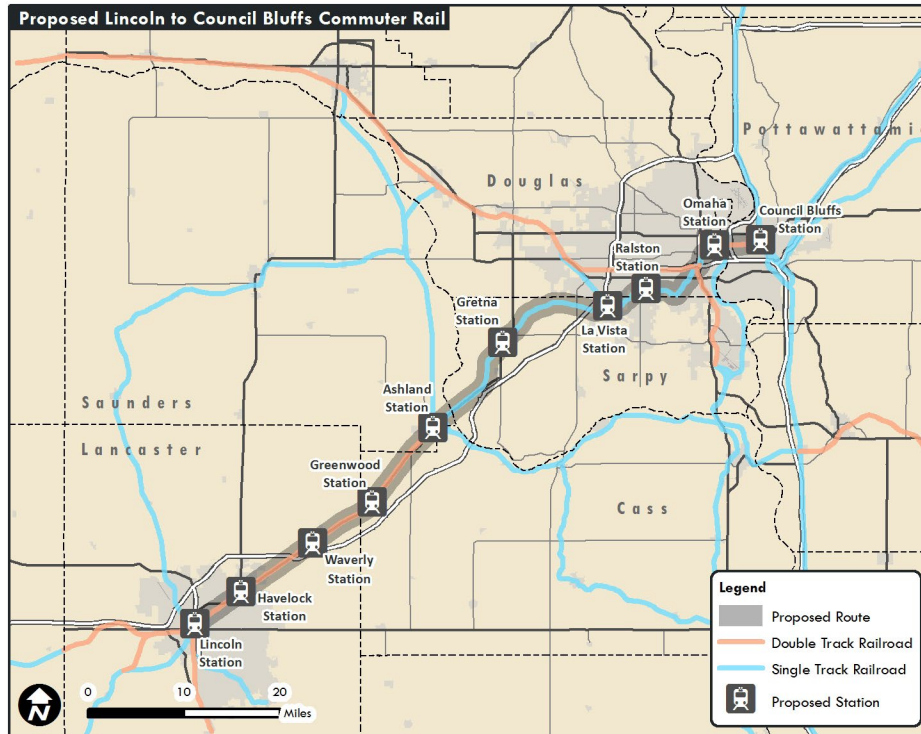 Proposed Lincoln to Council Bluffs Commuter Rail
Pottawattami
Douglas
Omaha
Station
Council Bluffs
Station
Ralston
Station
Gretna
Station
La Vista
Station
Sarpy
Ashland
Station
Saunders
Lancaster
Greenwood
Station
Cass
Waverly
Station
Havelock
Station
Lincoln
Station
N
0 10 20
Miles
Legend
Proposed Route
Double Track Railroad
Single Track Railroad
Proposed Station